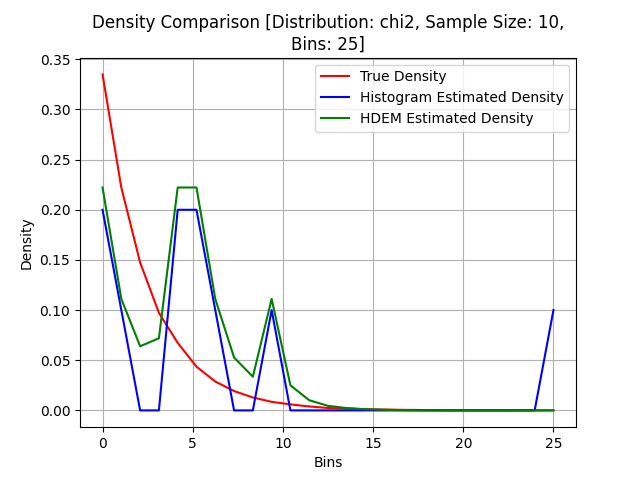 Density Comparison [Distribution: chi2, Sample Size: 10,
Bins: 25]
True Density
Histogram Estimated Density
HDEM Estimated Density
Density
0.35
0.30
0.25
0.20
0.15
0.10
0.05
0.00
0 5 10 15 20 25
Bins